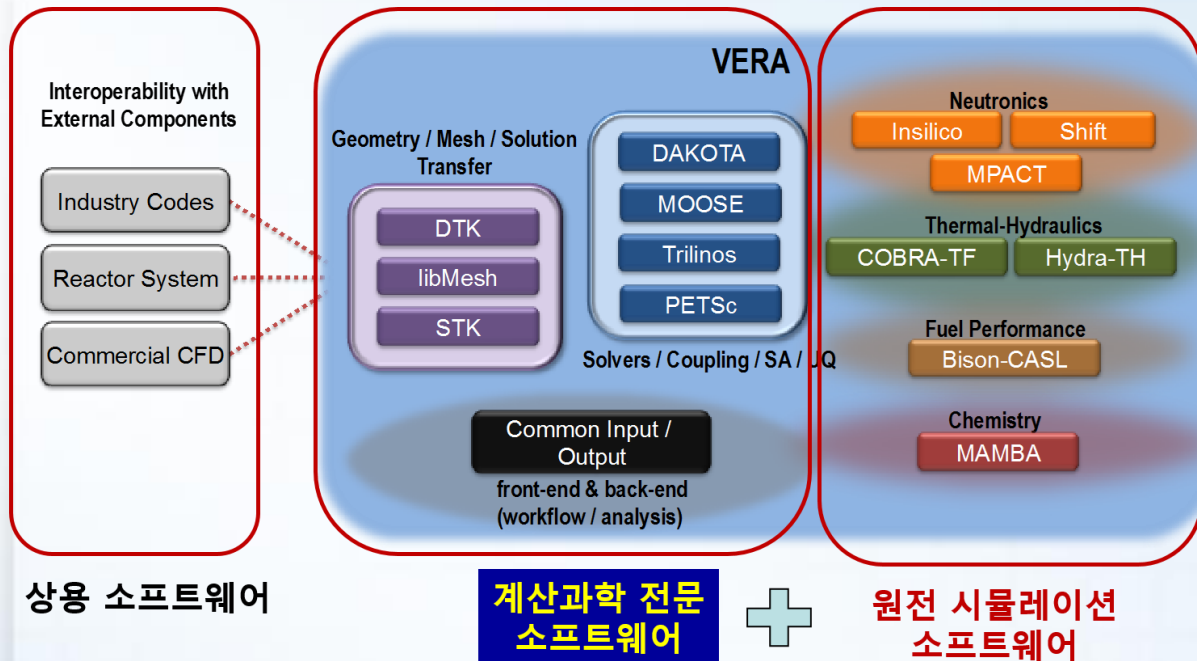 Interoperability with
External Components
Industry Codes
Reactor System
Commercial CFD
VERA
Geometry / Mesh / Solution
Transfer
DTK
libMesh
STK
DAKOTA
MOOSE
Trilinos
PETSc
Solvers / Coupling / SA / UQ
Common Input /
Output
front-end & back-end
(workflow / analysis)
Neutronics
Insilico
Shift
MPACT
Thermal-Hydraulics
COBRA-TF
Hydra-TH
Fuel Performance
Bison-CASL
Chemistry
MAMBA
상용 소프트웨어
계산과학 전문
소프트웨어
원전 시뮬레이션
소프트웨어